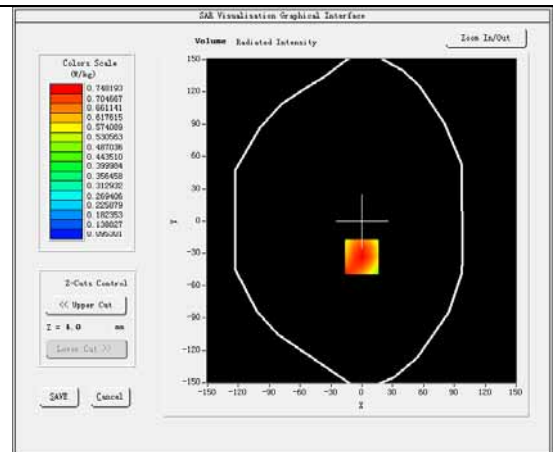 SAR Visualisation Graphical Interface
Volume Radiated Intensity
Zoom In/Out
Colors Scale
(W/kg)
0.748193
0.704667
0.661141
0.617615
0.574089
0.530563
0.487036
0.443510
0.399984
0.356458
0.312932
0.269406
0.225879
0.182353
0.138827
0.095301
150
120
90
60
30
0
-30
-60
-90
-120
-150
Y
-150 -120 -90 -60 -30 0 30 60 90 120 150
X
Z-Cuts Control
<< Upper Cut
Z = 4.0 mm
Lower Cut >>
SAVE Cancel